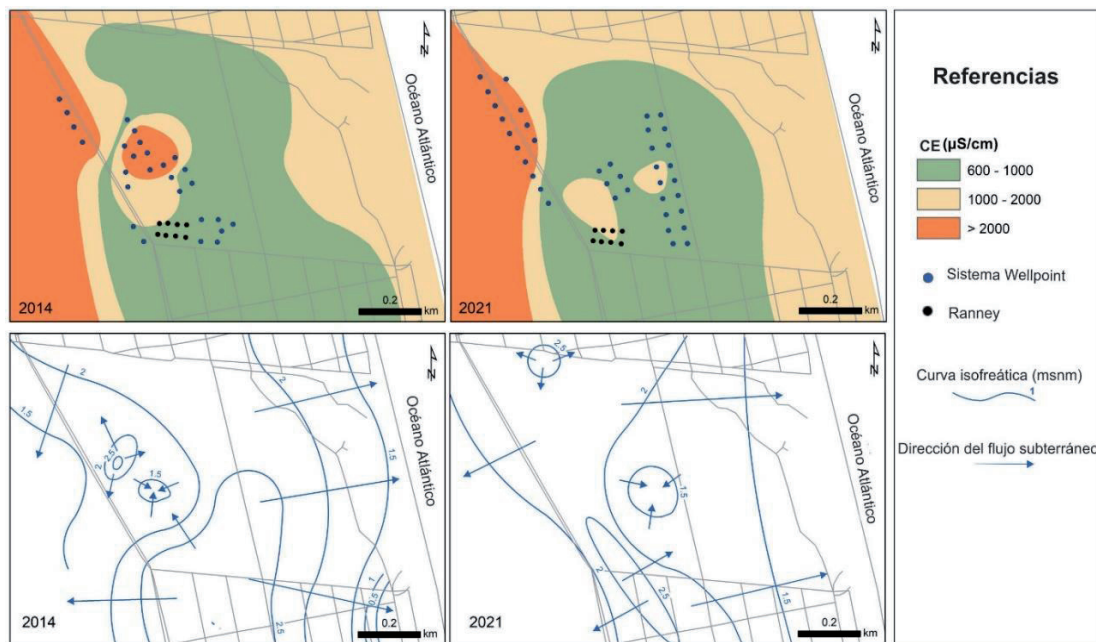 N
Océano Atlántico
2014
0.2
km
N
Océano Atlántico
2021
0.2
km
Referencias
CE (µS/cm)
600 - 1000
1000 - 2000
> 2000
Sistema Wellpoint
Ranney
Curva isofreática (msnm)
1
Dirección del flujo subterráneo
N
Océano Atlántico
2
1.5
2.5
2
1.5
2
1.5
1
0.5
2.5
2014
0.2
km
N
Océano Atlántico
2.5
2
1.5
1.5
2
2.5
1.5
2021
0.2
km